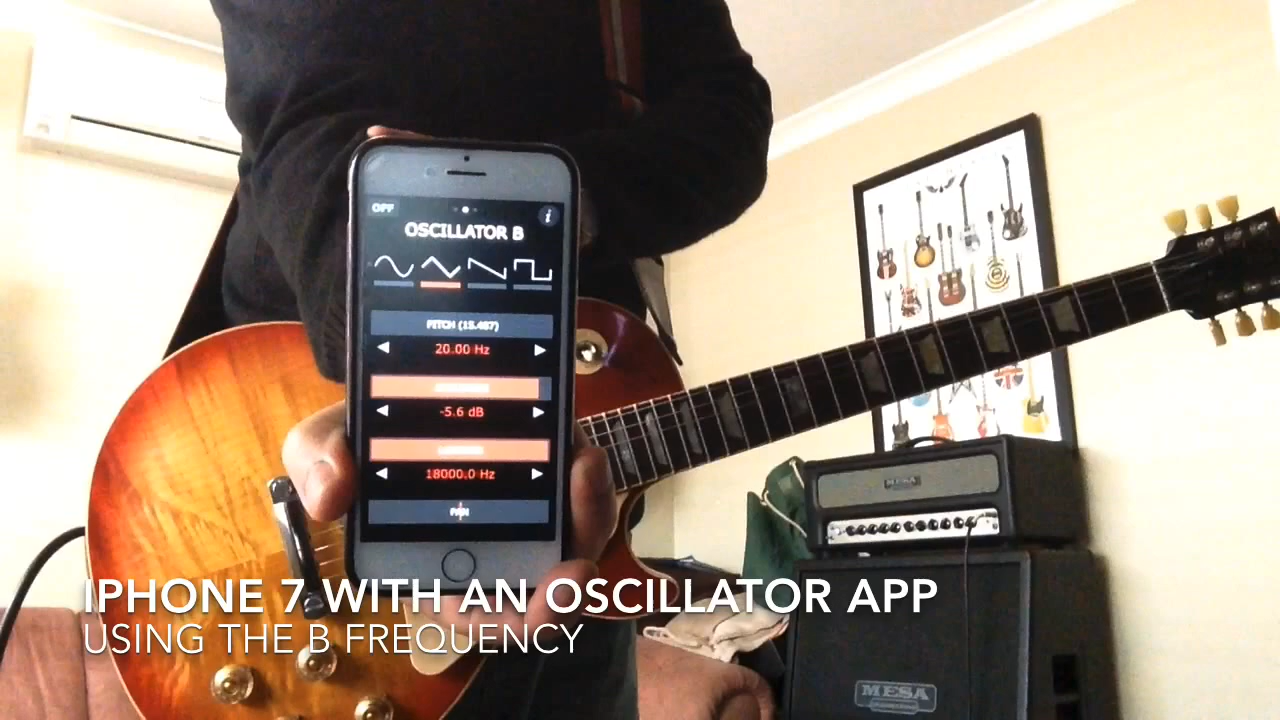 OFF
i
OSCILLATOR B
PITCH (15.487)
20.00 Hz
-5.6 dB
18000.0 Hz
PAN
MESA
MESA
IPHONE 7 WITH AN OSCILLATOR APP
USING THE B FREQUENCY